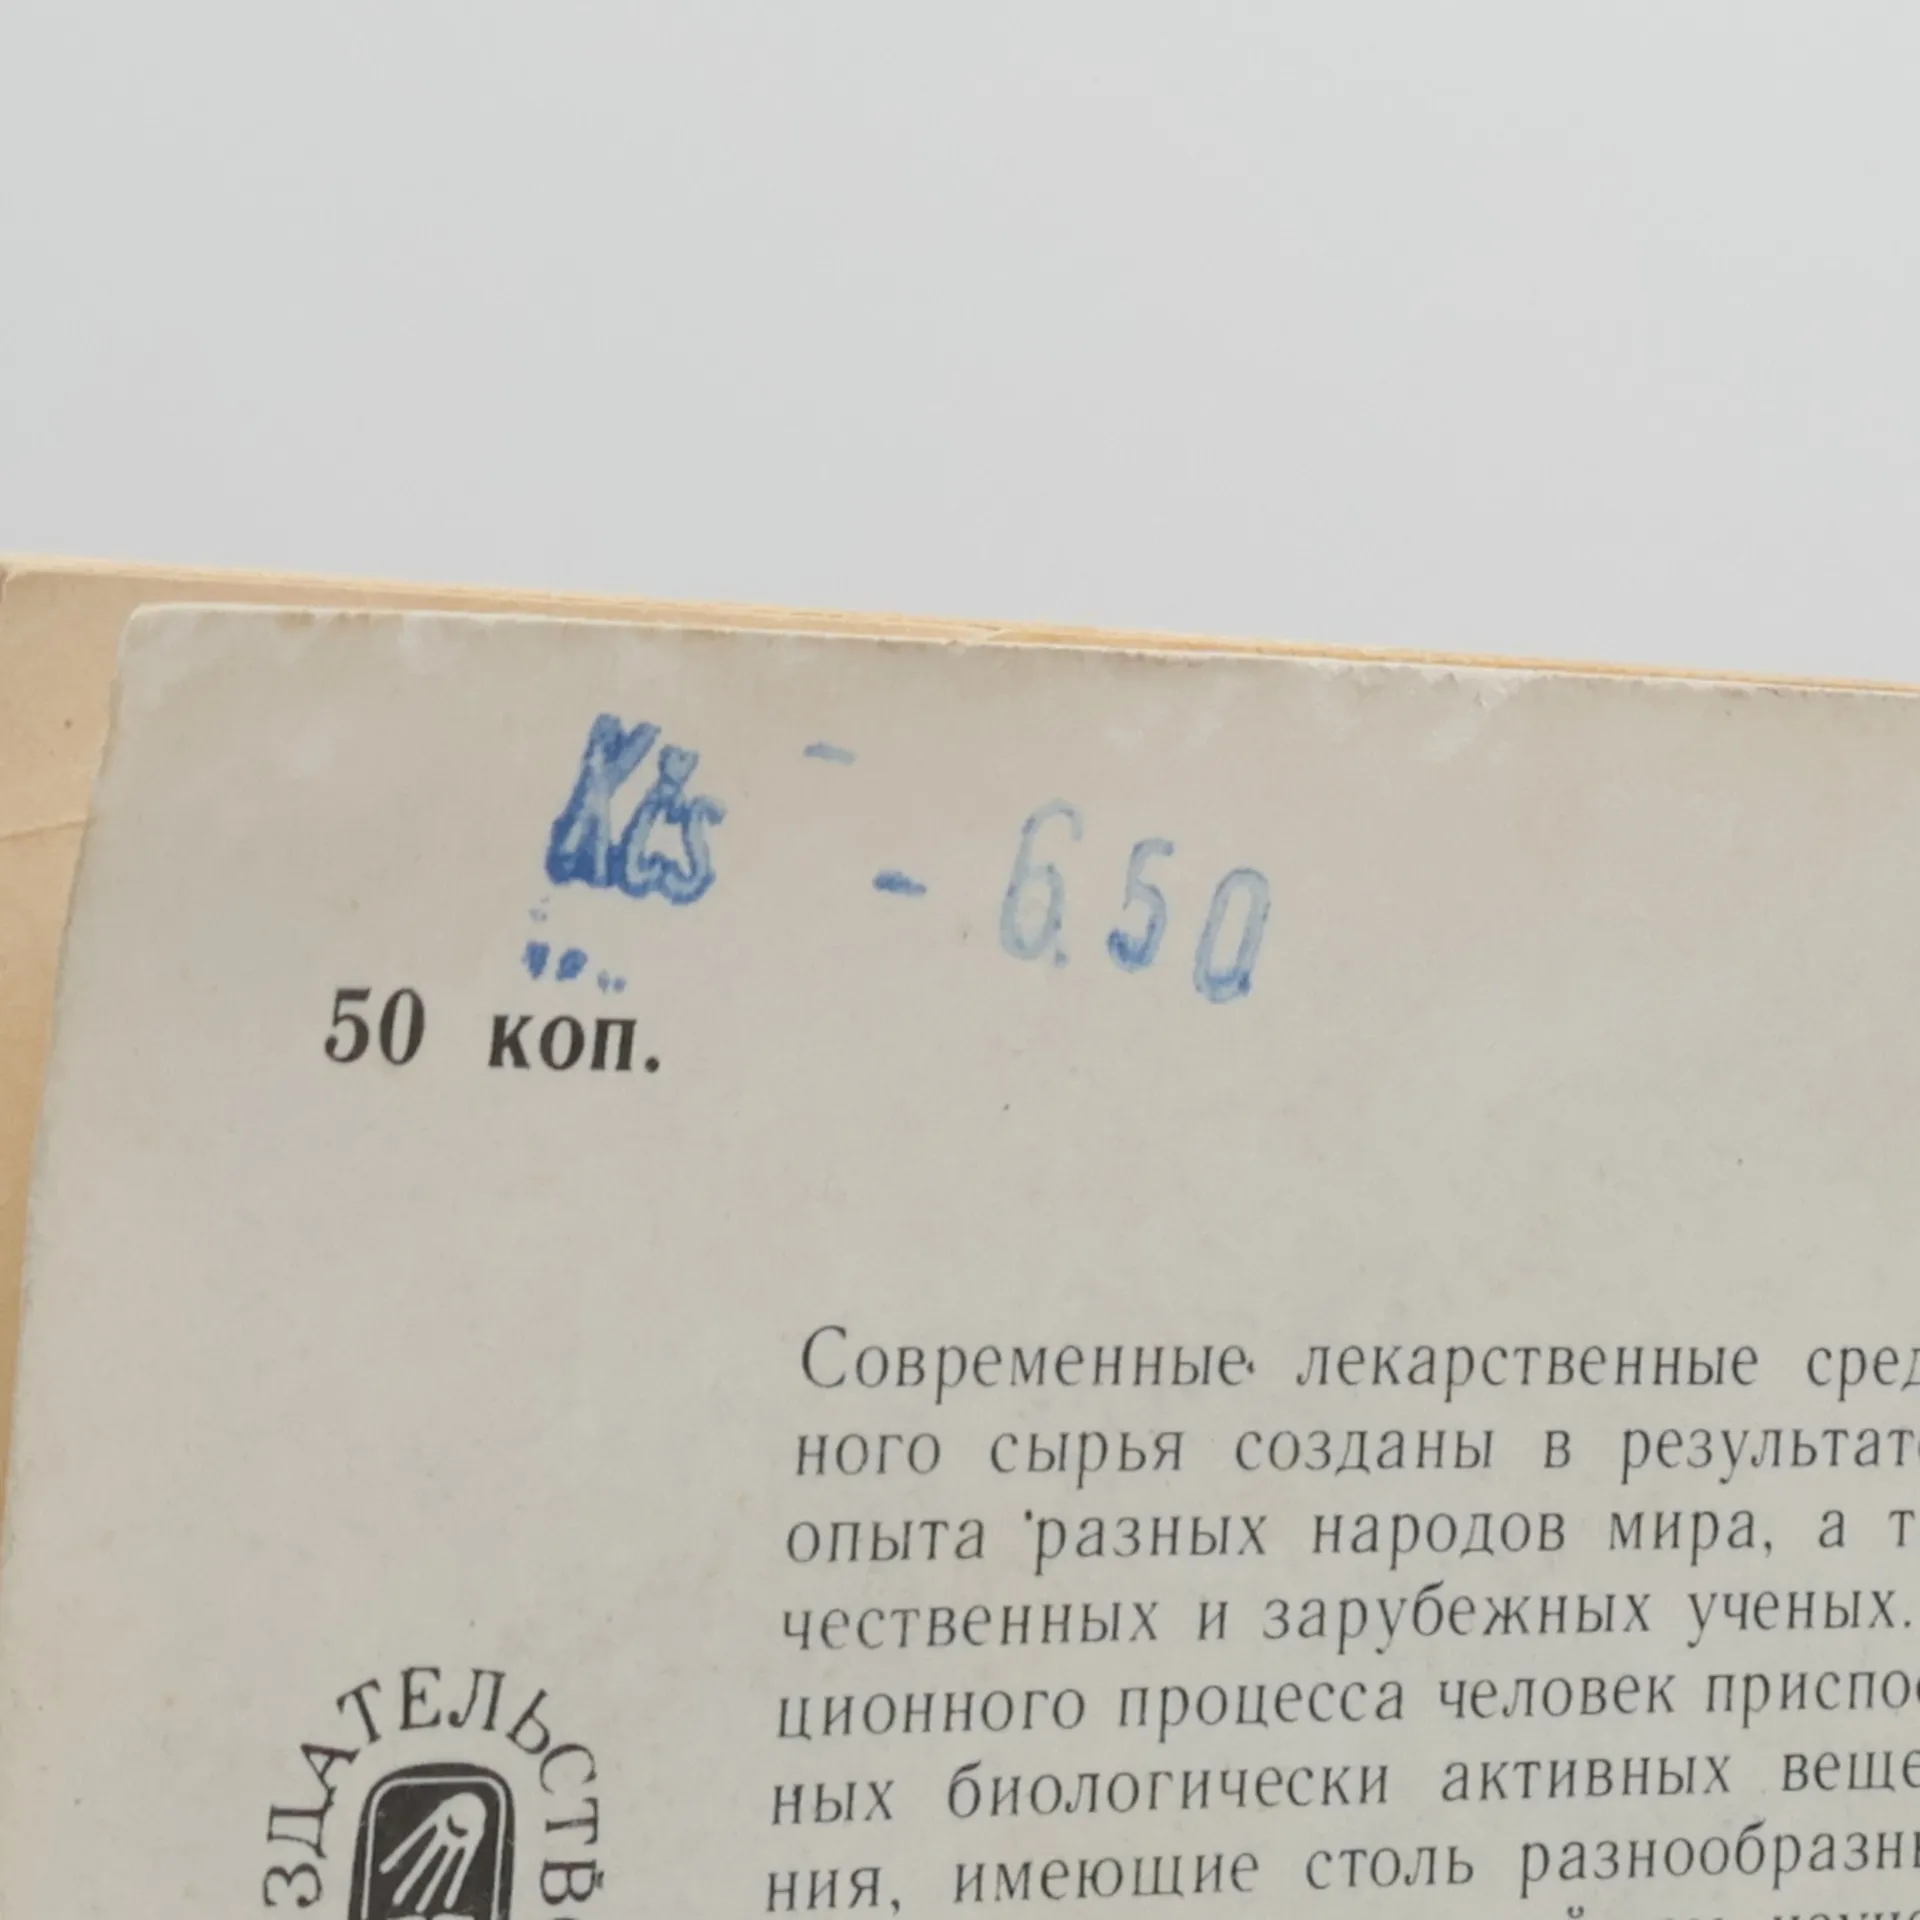 Kčs - 6.50
50 коп.
Современные лекарственные сред
ного сырья созданы в результат
опыта разных народов мира, а т
чественных и зарубежных ученых.
ционного процесса человек приспо
ных биологически активных веще
ния, имеющие столь разнообразн
ЗДАТЕЛЬСТВ